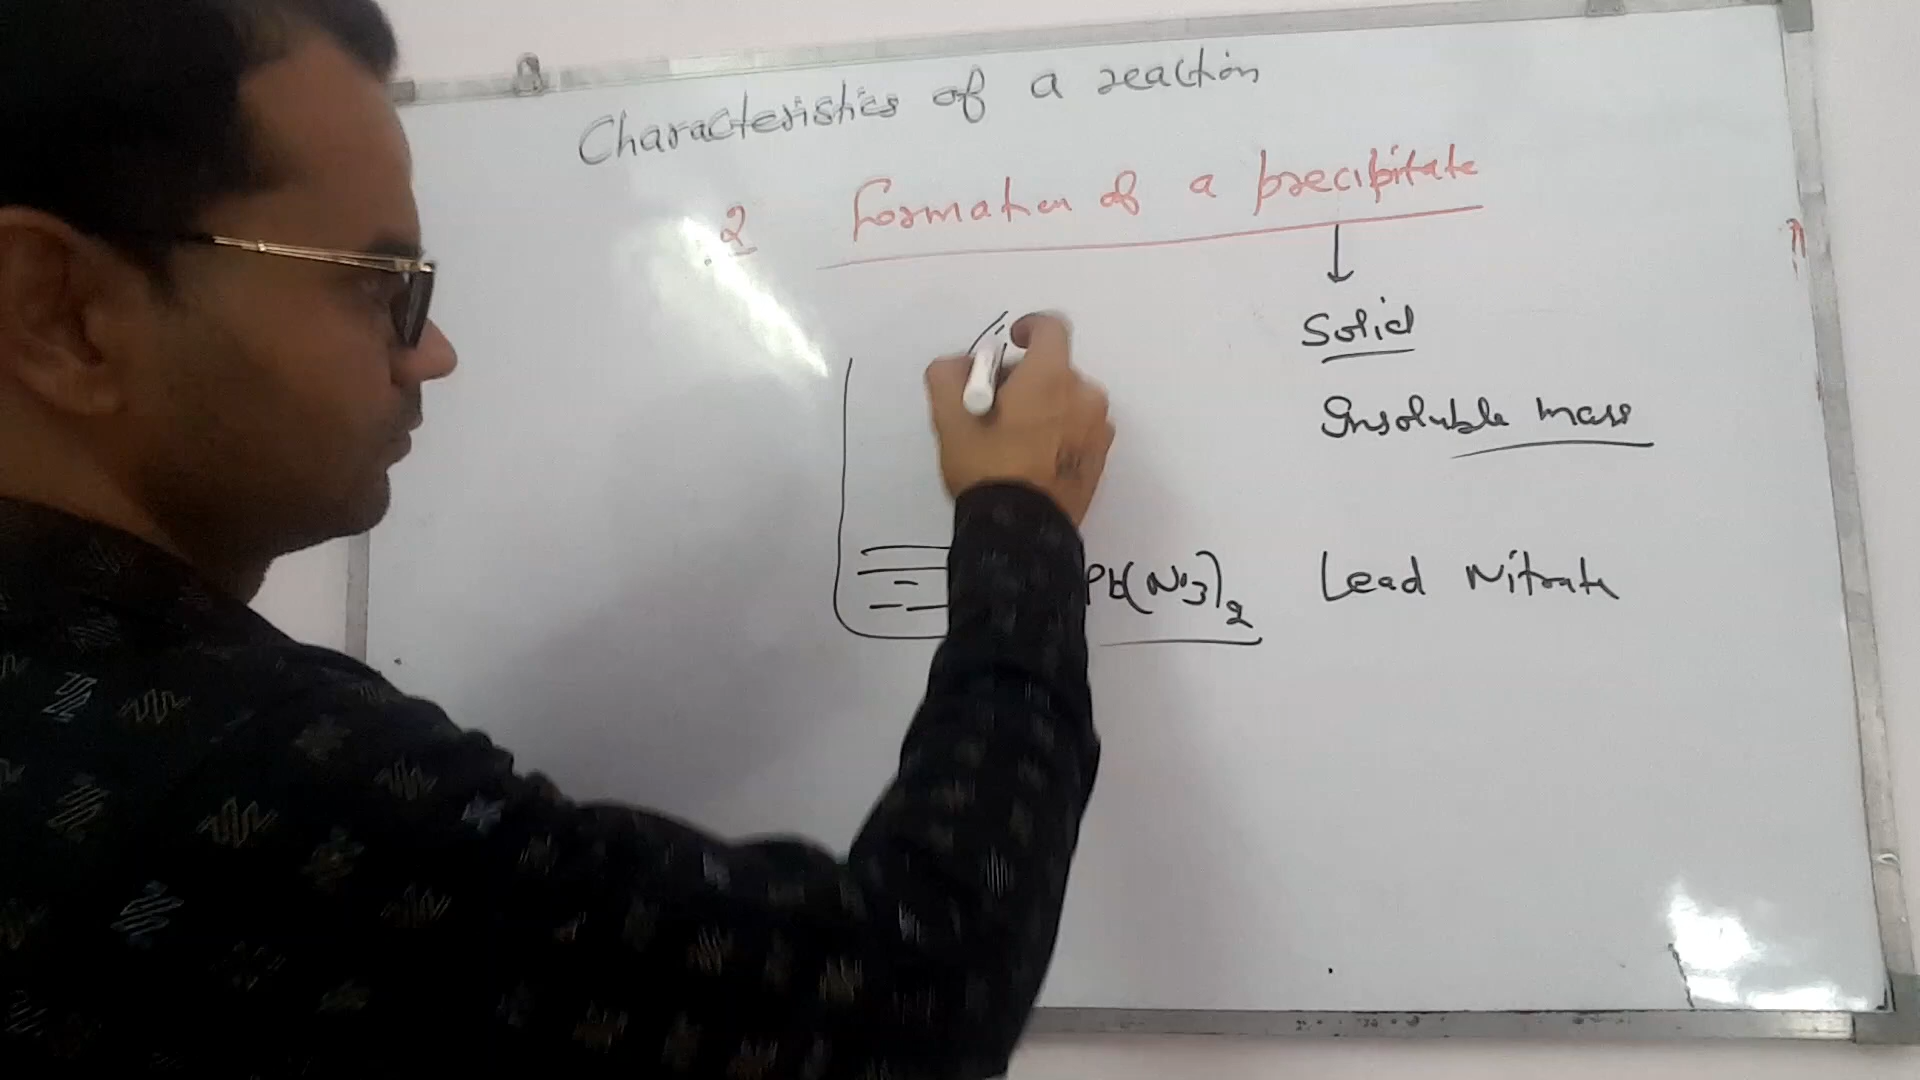 Characteristics of a reaction
2 Formation of a precipitate
Solid
Insoluble mass
Pb(NO3)2 Lead Nitrate